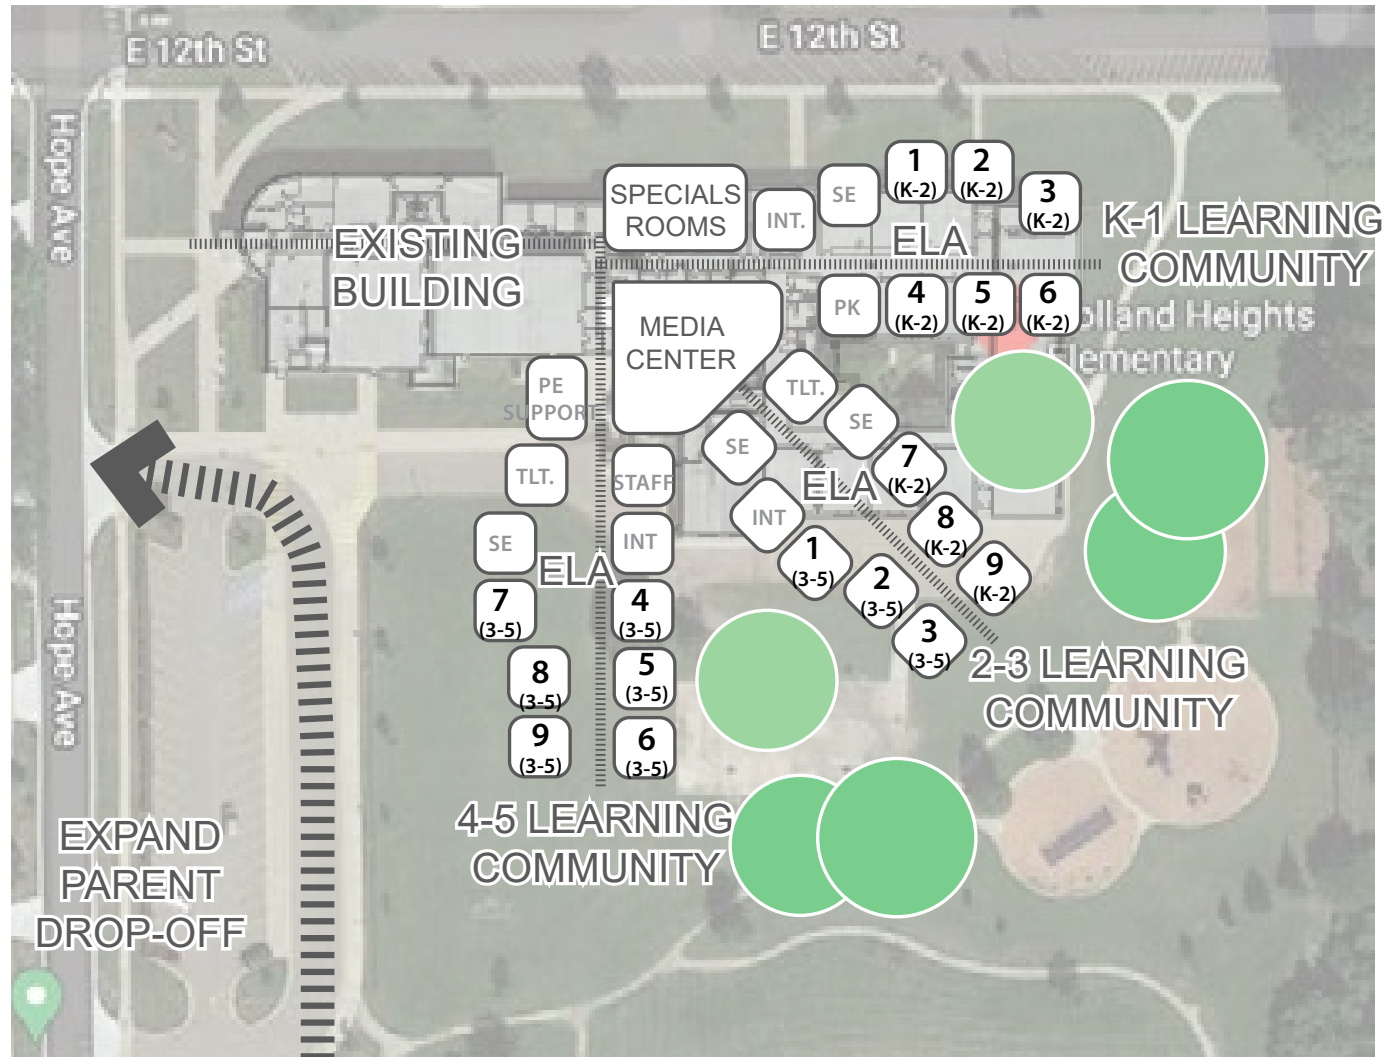 E 12th St
E 12th St
Hope Ave
SPECIALS
ROOMS
INT.
SE
1
(K-2)
2
(K-2)
3
(K-2)
ELA
K-1 LEARNING
COMMUNITY
EXISTING
BUILDING
MEDIA
CENTER
PK
4
(K-2)
5
(K-2)
6
(K-2)
olland Heights
Elementary
PE
SUPPORT
TLT.
SE
7
(K-2)
8
(K-2)
9
(K-2)
ELA
SE
INT
1
(3-5)
2
(3-5)
3
(3-5)
2-3 LEARNING
COMMUNITY
TLT.
STAFF
SE
INT
ELA
7
(3-5)
4
(3-5)
8
(3-5)
5
(3-5)
9
(3-5)
6
(3-5)
4-5 LEARNING
COMMUNITY
Hope Ave
EXPAND
PARENT
DROP-OFF